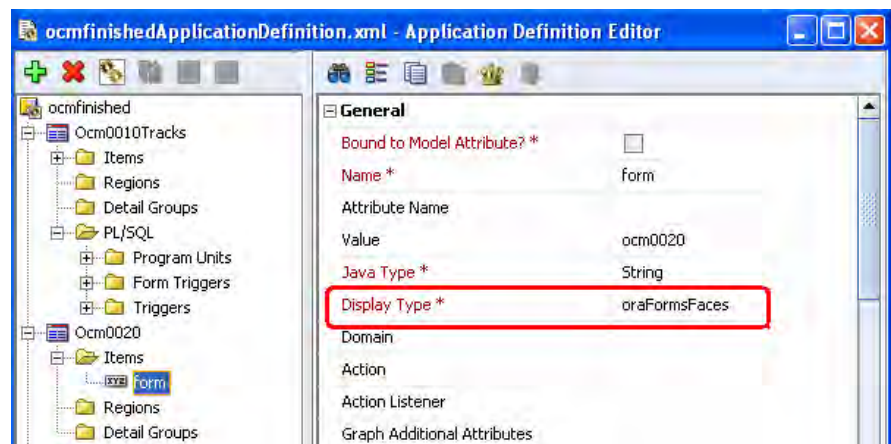 ocmfinishedApplicationDefinition.xml - Application Definition Editor
ocmfinished
Ocm0010Tracks
Items
Regions
Detail Groups
PL/SQL
Program Units
Form Triggers
Triggers
Ocm0020
Items
XYZ form
Regions
Detail Groups
General
Bound to Model Attribute? *
Name * form
Attribute Name
Value ocm0020
Java Type * String
Display Type * oraFormsFaces
Domain
Action
Action Listener
Graph Additional Attributes